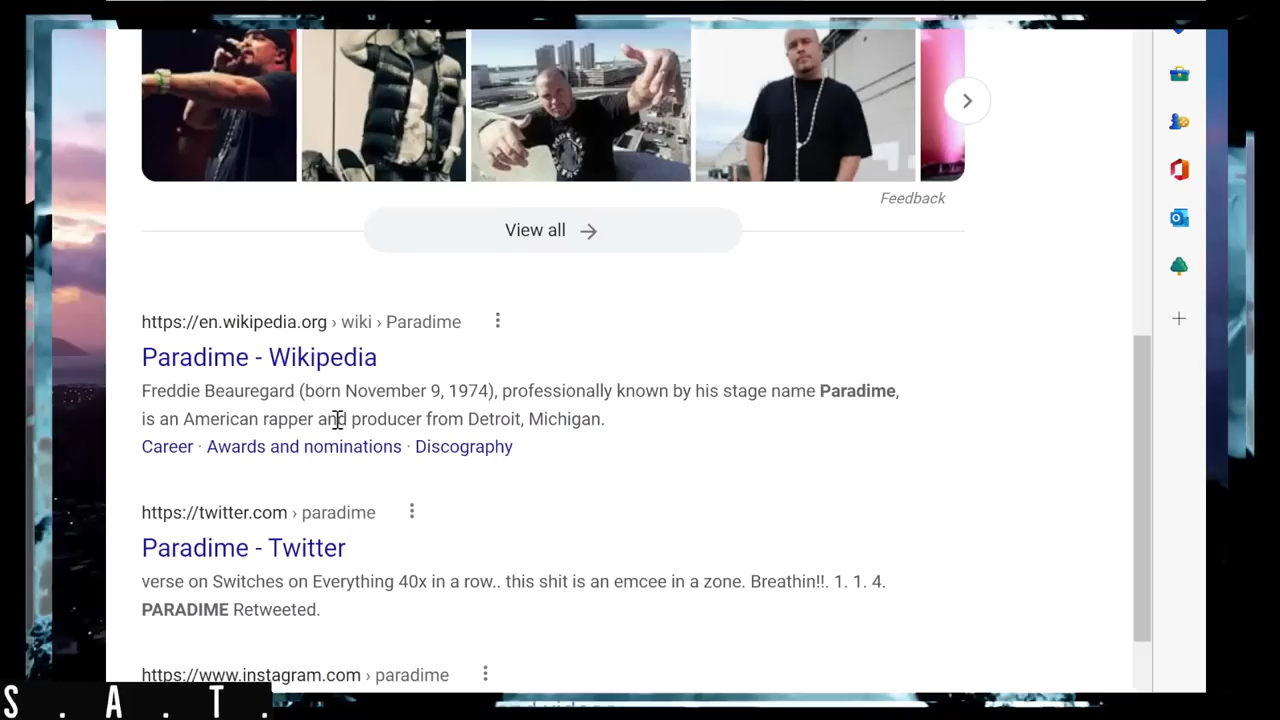 Feedback
View all
https://en.wikipedia.org › wiki › Paradime
Paradime - Wikipedia
Freddie Beauregard (born November 9, 1974), professionally known by his stage name Paradime,
is an American rapper and producer from Detroit, Michigan.
Career · Awards and nominations · Discography
https://twitter.com › paradime
Paradime - Twitter
verse on Switches on Everything 40x in a row.. this shit is an emcee in a zone. Breathin!!. 1. 1. 4.
PARADIME Retweeted.
https://www.instagram.com › paradime
S . A . T .